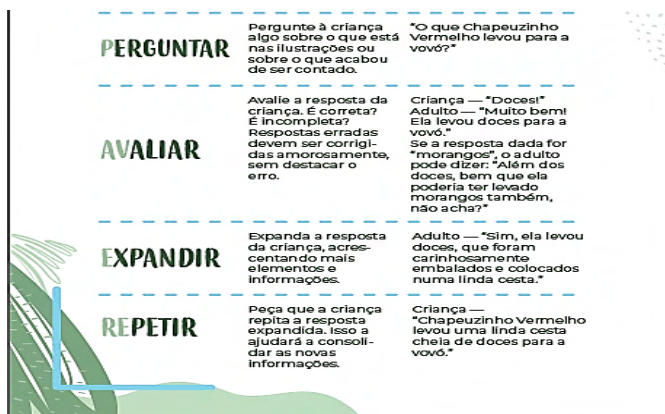 PERGUNTAR
Pergunte à criança
algo sobre o que está
nas ilustrações ou
sobre o que acabou
de ser contado.
"O que Chapeuzinho
Vermelho levou para a
vovó?"
AVALIAR
Avalie a resposta da
criança. É correta?
É incompleta?
Respostas erradas
devem ser corrigi-
das amorosamente,
sem destacar o
erro.
Criança — "Doces!"
Adulto — "Muito bem!
Ela levou doces para a
vovó."
Se a resposta dada for
"morangos", o adulto
pode dizer: "Além dos
doces, bem que ela
poderia ter levado
morangos também,
não acha?"
EXPANDIR
Expanda a resposta
da criança, acres-
centando mais
elementos e
informações.
Adulto — "Sim, ela levou
doces, que foram
carinhosamente
embalados e colocados
numa linda cesta."
REPETIR
Peça que a criança
repita a resposta
expandida. Isso a
ajudará a consoli-
dar as novas
informações.
Criança —
"Chapeuzinho Vermelho
levou uma linda cesta
cheia de doces para a
vovó."